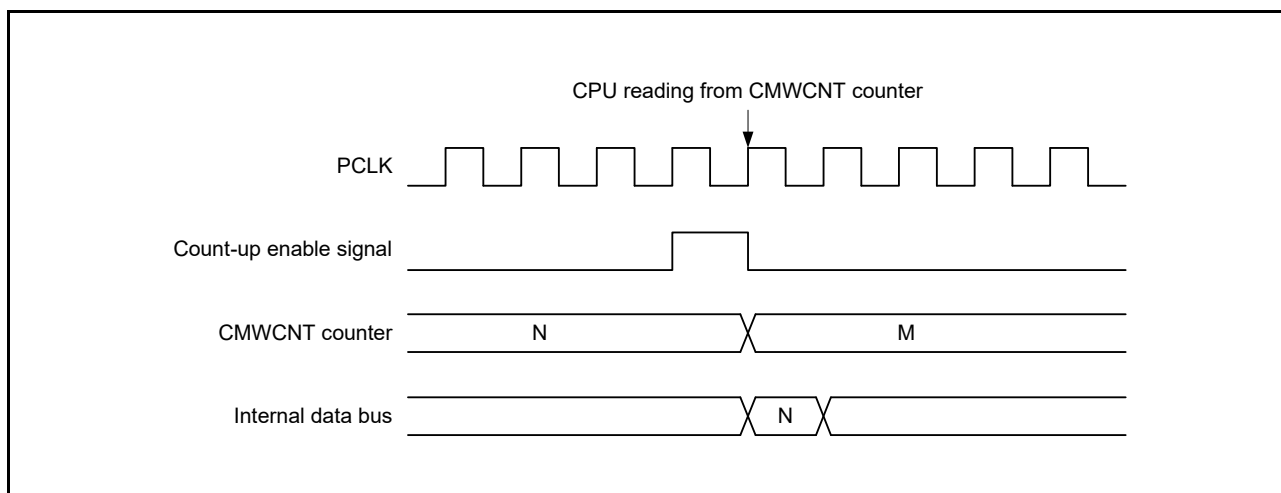 CPU reading from CMWCNT counter
PCLK
Count-up enable signal
CMWCNT counter
N
M
Internal data bus
N